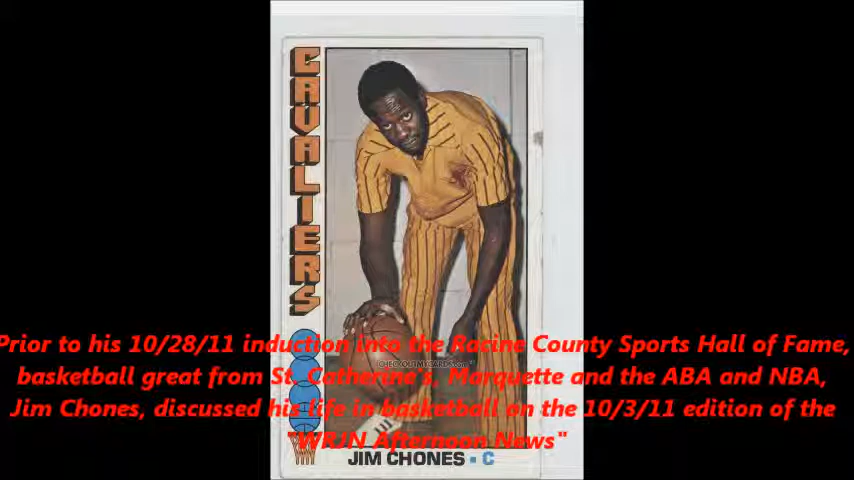 CAVALIERS
Prior to his 10/28/11 induction into the Racine County Sports Hall of Fame,
basketball great from St. Catherine's, Marquette and the ABA and NBA,
Jim Chones, discussed his life in basketball on the 10/3/11 edition of the
"WRJN Afternoon News"
JIM CHONES • C